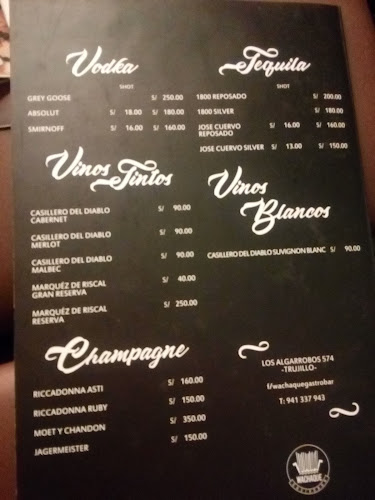 Vodka
SHOT
GREY GOOSE S/ 250.00
ABSOLUT S/ 18.00 S/ 180.00
SMIRNOFF S/ 16.00 S/ 160.00
Tequila
SHOT
1800 REPOSADO S/ 200.00
1800 SILVER S/ 180.00
JOSE CUERVO S/ 16.00 S/ 160.00
REPOSADO
JOSE CUERVO SILVER S/ 13.00 S/ 150.00
Vinos
Tintos
CASILLERO DEL DIABLO S/ 90.00
CABERNET
CASILLERO DEL DIABLO S/ 90.00
MERLOT
CASILLERO DEL DIABLO S/ 90.00
MALBEC
MARQUÉZ DE RISCAL S/ 40.00
GRAN RESERVA
MARQUÉZ DE RISCAL S/ 250.00
RESERVA
Vinos
Blancos
CASILLERO DEL DIABLO SUVIGNON BLANC S/ 90.00
Champagne
RICCADONNA ASTI S/ 160.00
RICCADONNA RUBY S/ 150.00
MOET Y CHANDON S/ 350.00
JAGERMEISTER S/ 150.00
LOS ALGARROBOS 574
-TRUJILLO-
f/wachaquegastrobar
T: 941 337 943
WACHAQUE